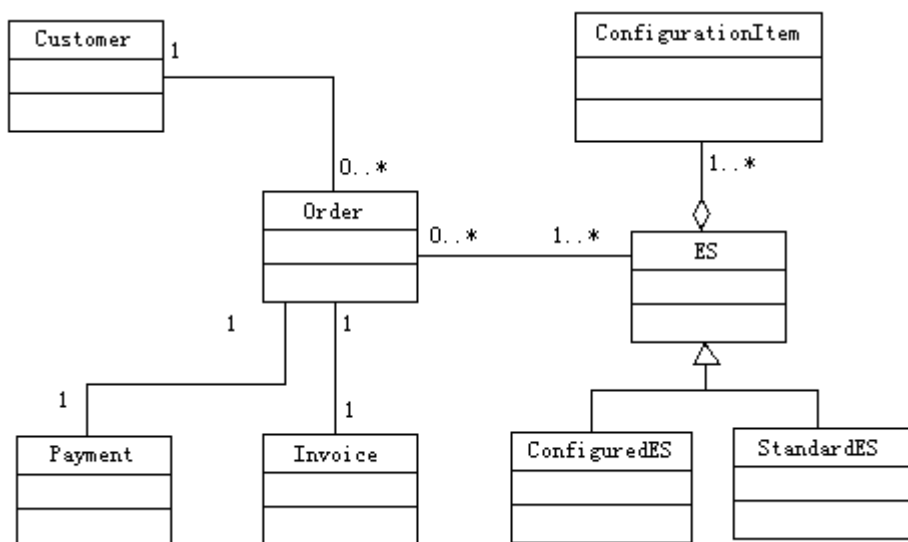 Customer
1
0..*
ConfigurationItem
1..*
Order
0..*
1..*
ES
1
1
1
1
Payment
Invoice
ConfiguredES
StandardES